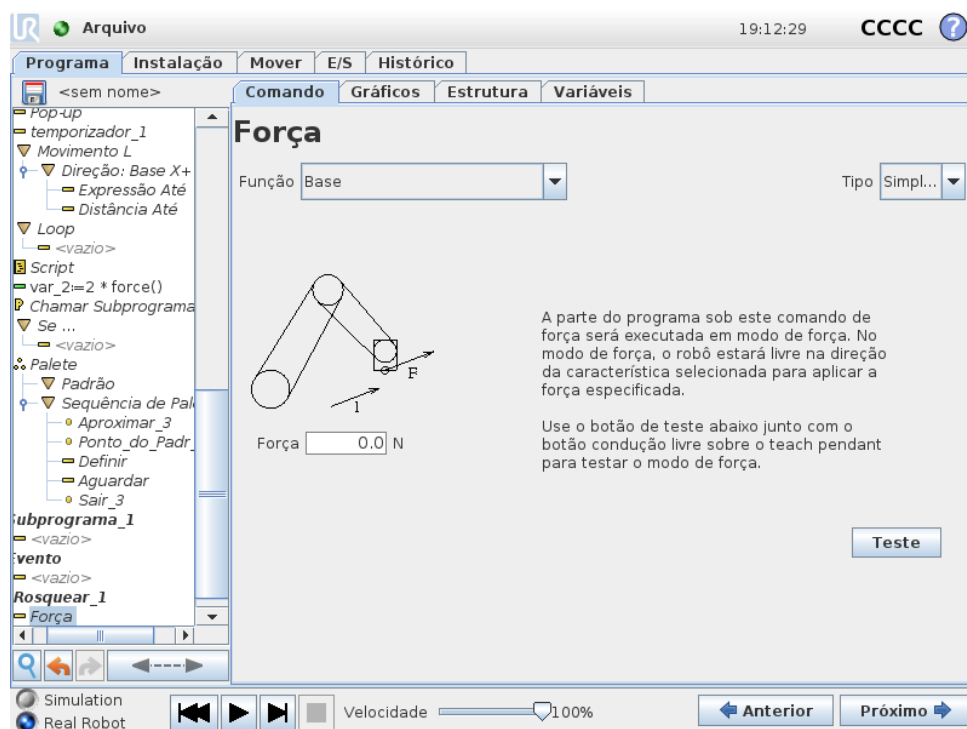 UR Arquivo 19:12:29 CCCC ?
Programa Instalação Mover E/S Histórico
<sem nome> Comando Gráficos Estrutura Variáveis
Pop-up
temporizador_1
Movimento L
Direção: Base X+
Expressão Até
Distância Até
Loop
<vazio>
Script
var_2:=2 * force()
Chamar Subprograma
Se ...
<vazio>
Palete
Padrão
Sequência de Pal
Aproximar_3
Ponto_do_Padr_
Definir
Aguardar
Sair_3
Subprograma_1
<vazio>
Evento
<vazio>
Rosquear_1
Força
Força
Função Base Tipo Simpl...
F
1
Força 0.0 N
A parte do programa sob este comando de
força será executada em modo de força. No
modo de força, o robô estará livre na direção
da característica selecionada para aplicar a
força especificada.
Use o botão de teste abaixo junto com o
botão condução livre sobre o teach pendant
para testar o modo de força.
Teste
Simulation
Real Robot
Velocidade 100%
Anterior Próximo